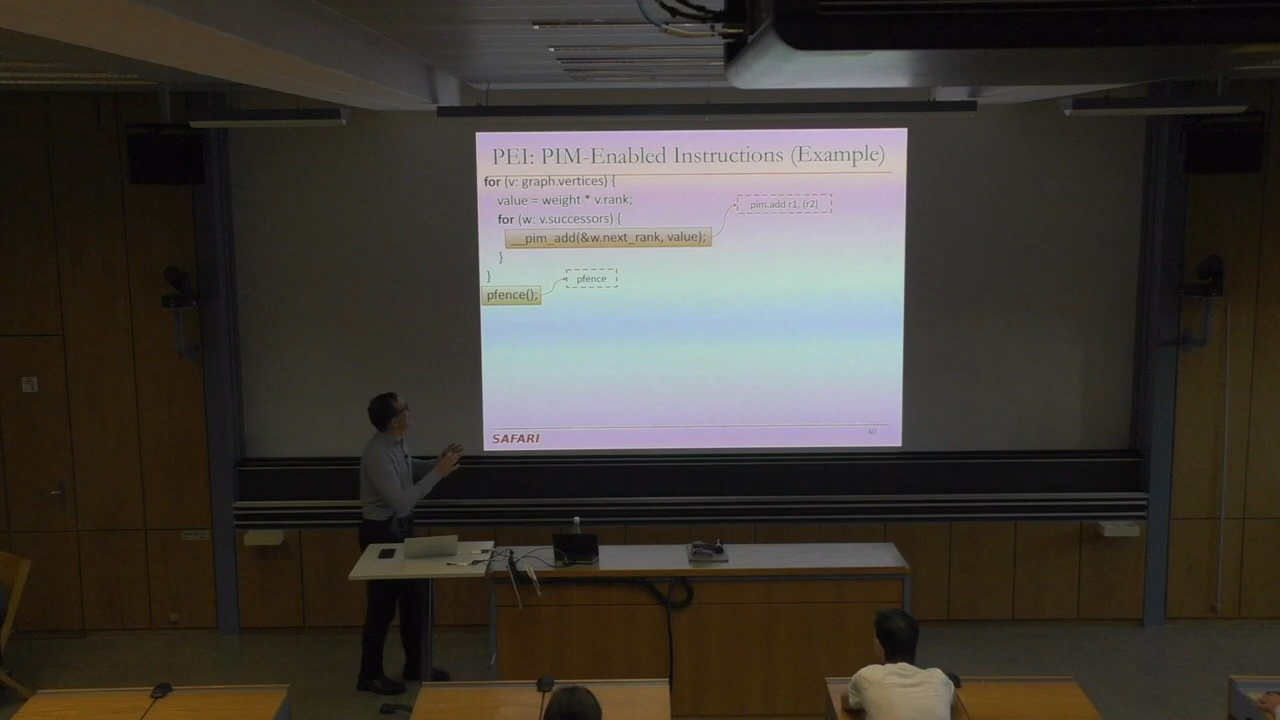 PEI: PIM-Enabled Instructions (Example)
for (v: graph.vertices) {
value = weight * v.rank;
pim.add r1, (r2)
for (w: v.successors) {
__pim_add(&w.next_rank, value);
}
}
pfence
pfence();
SAFARI
40